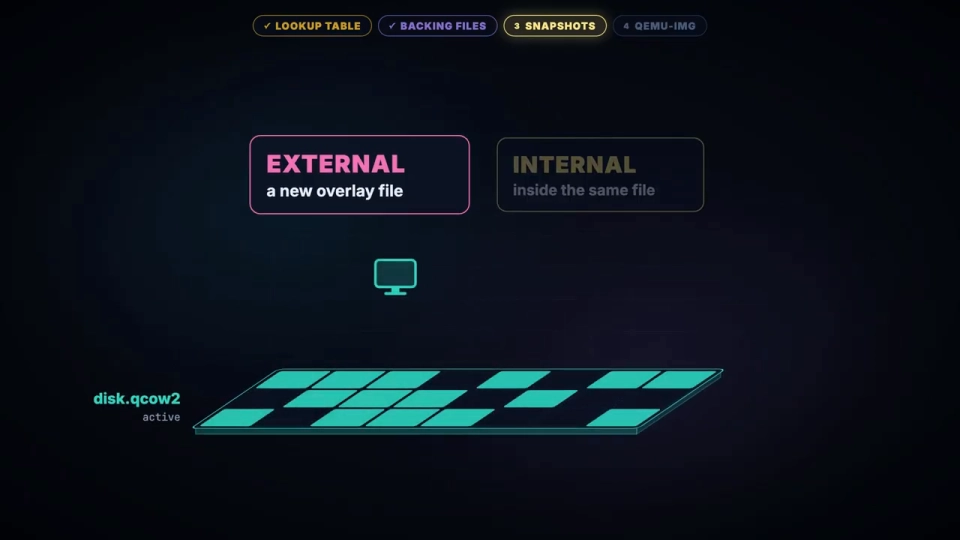 ✓ LOOKUP TABLE
✓ BACKING FILES
3 SNAPSHOTS
4 QEMU-IMG
EXTERNAL
a new overlay file
INTERNAL
inside the same file
disk.qcow2
active